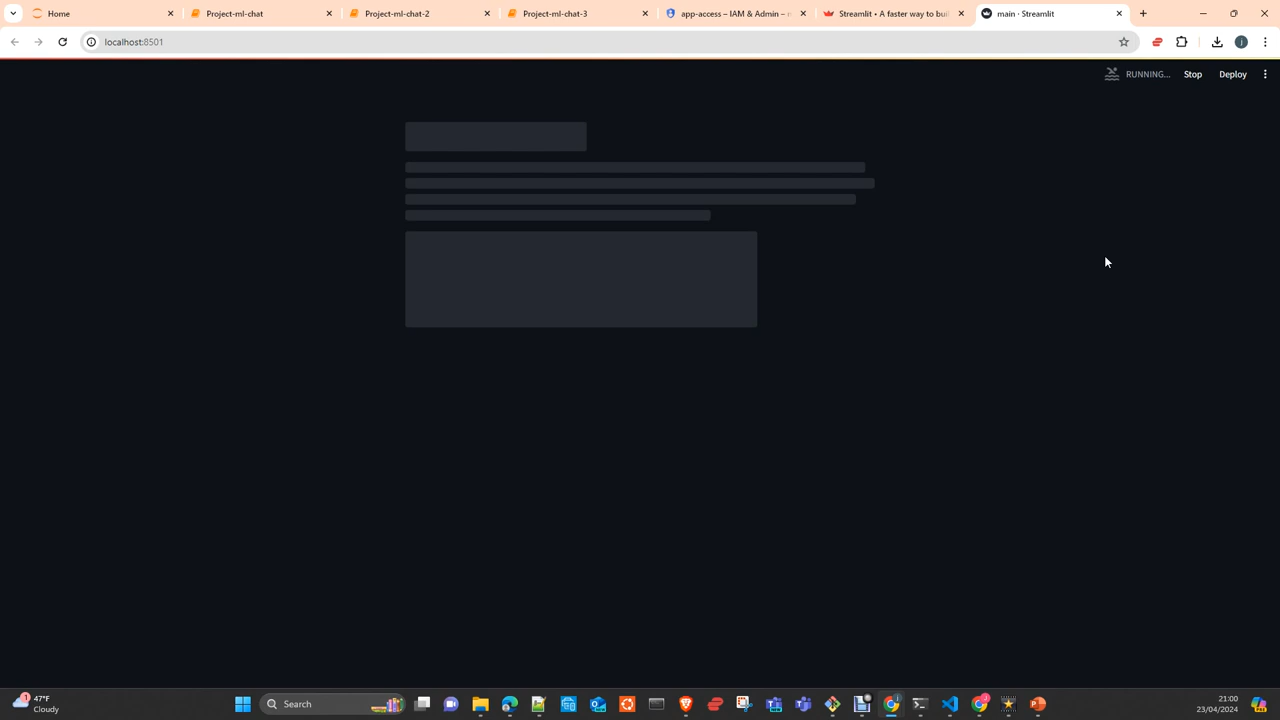 Home
Project-ml-chat
Project-ml-chat-2
Project-ml-chat-3
app-access – IAM & Admin –
Streamlit • A faster way to bui
main · Streamlit
localhost:8501
RUNNING...
Stop
Deploy
1
47°F
Cloudy
Search
21:00
23/04/2024